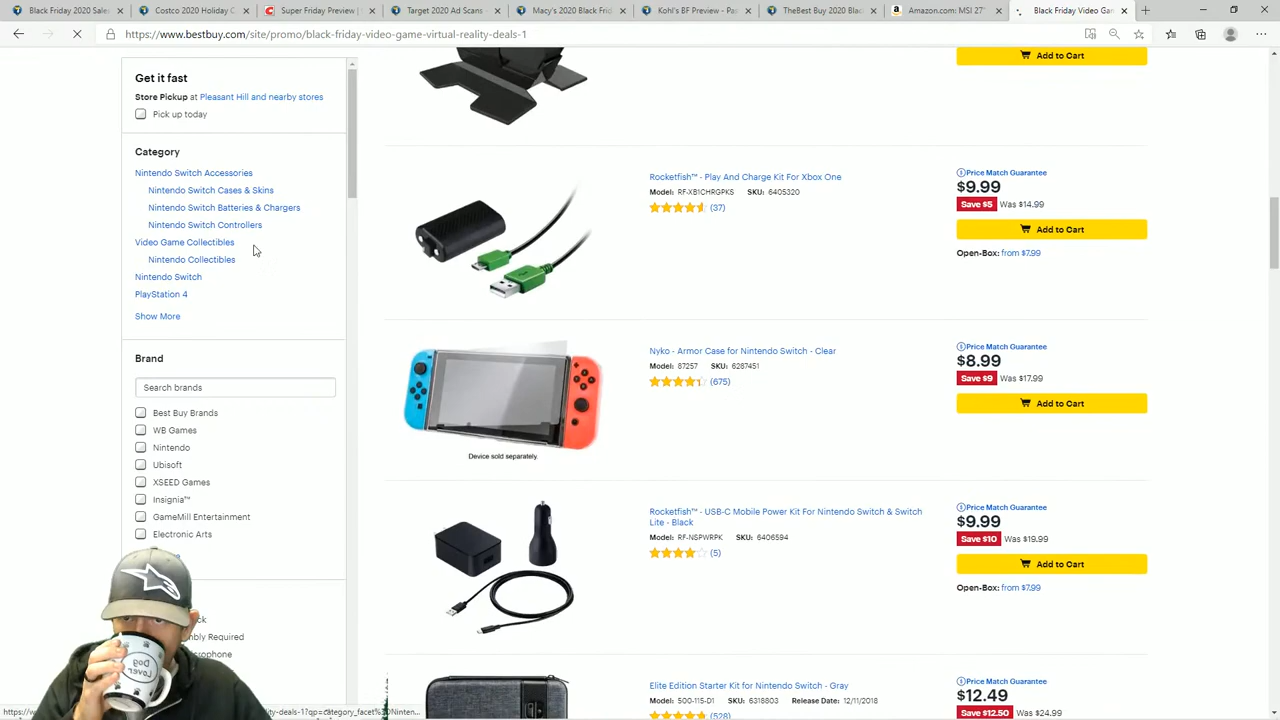 Black Friday 2020 Sales
Costco 2020 Holiday C
Super Friday Preview |
Target 2020 Ad Scans -
Macy's 2020 Black Frid
Kohl's BF Preview - Pa
TheBest Buy 2020 Blac
Amazon.com: MSI 27"
Black Friday Video Gar
https://www.bestbuy.com/site/promo/black-friday-video-game-virtual-reality-deals-1
Get it fast
Store Pickup at Pleasant Hill and nearby stores
Pick up today
Category
Nintendo Switch Accessories
Nintendo Switch Cases & Skins
Nintendo Switch Batteries & Chargers
Nintendo Switch Controllers
Video Game Collectibles
Nintendo Collectibles
Nintendo Switch
PlayStation 4
Show More
Brand
Search brands
Best Buy Brands
WB Games
Nintendo
Ubisoft
XSEED Games
Insignia™
GameMill Entertainment
Electronic Arts
Required
Microphone
Dog
Lover
Add to Cart
Rocketfish™ - Play And Charge Kit For Xbox One
Model: RF-XB1CHRGPKS SKU: 6405320
(37)
Price Match Guarantee
$9.99
Save $5 Was $14.99
Add to Cart
Open-Box: from $7.99
Nyko - Armor Case for Nintendo Switch - Clear
Model: 87257 SKU: 6287451
(675)
Device sold separately.
Price Match Guarantee
$8.99
Save $9 Was $17.99
Add to Cart
Rocketfish™ - USB-C Mobile Power Kit For Nintendo Switch & Switch
Lite - Black
Model: RF-NSPWRPK SKU: 6406594
(5)
Price Match Guarantee
$9.99
Save $10 Was $19.99
Add to Cart
Open-Box: from $7.99
Elite Edition Starter Kit for Nintendo Switch - Gray
Model: 500-115-D1 SKU: 6316803 Release Date: 12/11/2018
(528)
Price Match Guarantee
$12.49
Save $12.50 Was $24.99